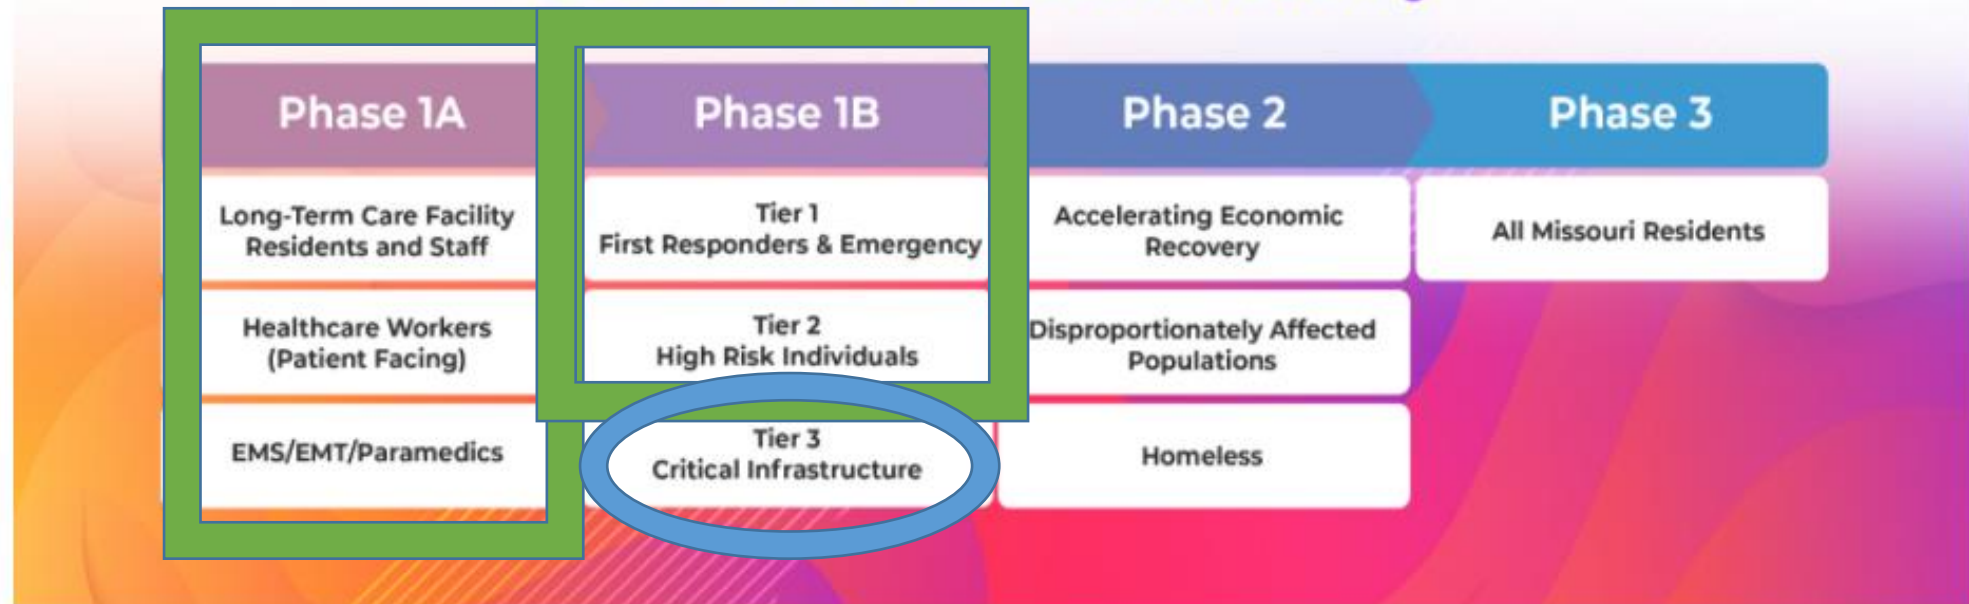 Phase 1A
Long-Term Care Facility
Residents and Staff
Healthcare Workers
(Patient Facing)
EMS/EMT/Paramedics
Phase 1B
Tier 1
First Responders & Emergency
Tier 2
High Risk Individuals
Tier 3
Critical Infrastructure
Phase 2
Accelerating Economic
Recovery
Disproportionately Affected
Populations
Homeless
Phase 3
All Missouri Residents